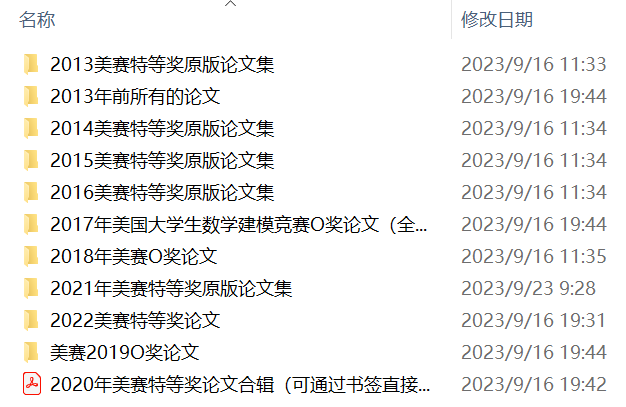 名称 修改日期
2013美赛特等奖原版论文集 2023/9/16 11:33
2013年前所有的论文 2023/9/16 19:44
2014美赛特等奖原版论文集 2023/9/16 11:34
2015美赛特等奖原版论文集 2023/9/16 11:34
2016美赛特等奖原版论文集 2023/9/16 11:34
2017年美国大学生数学建模竞赛O奖论文（全... 2023/9/16 19:44
2018年美赛O奖论文 2023/9/16 11:35
2021年美赛特等奖原版论文集 2023/9/23 9:28
2022美赛特等奖论文 2023/9/16 19:31
美赛2019O奖论文 2023/9/16 19:44
2020年美赛特等奖论文合辑（可通过书签直接... 2023/9/16 19:42